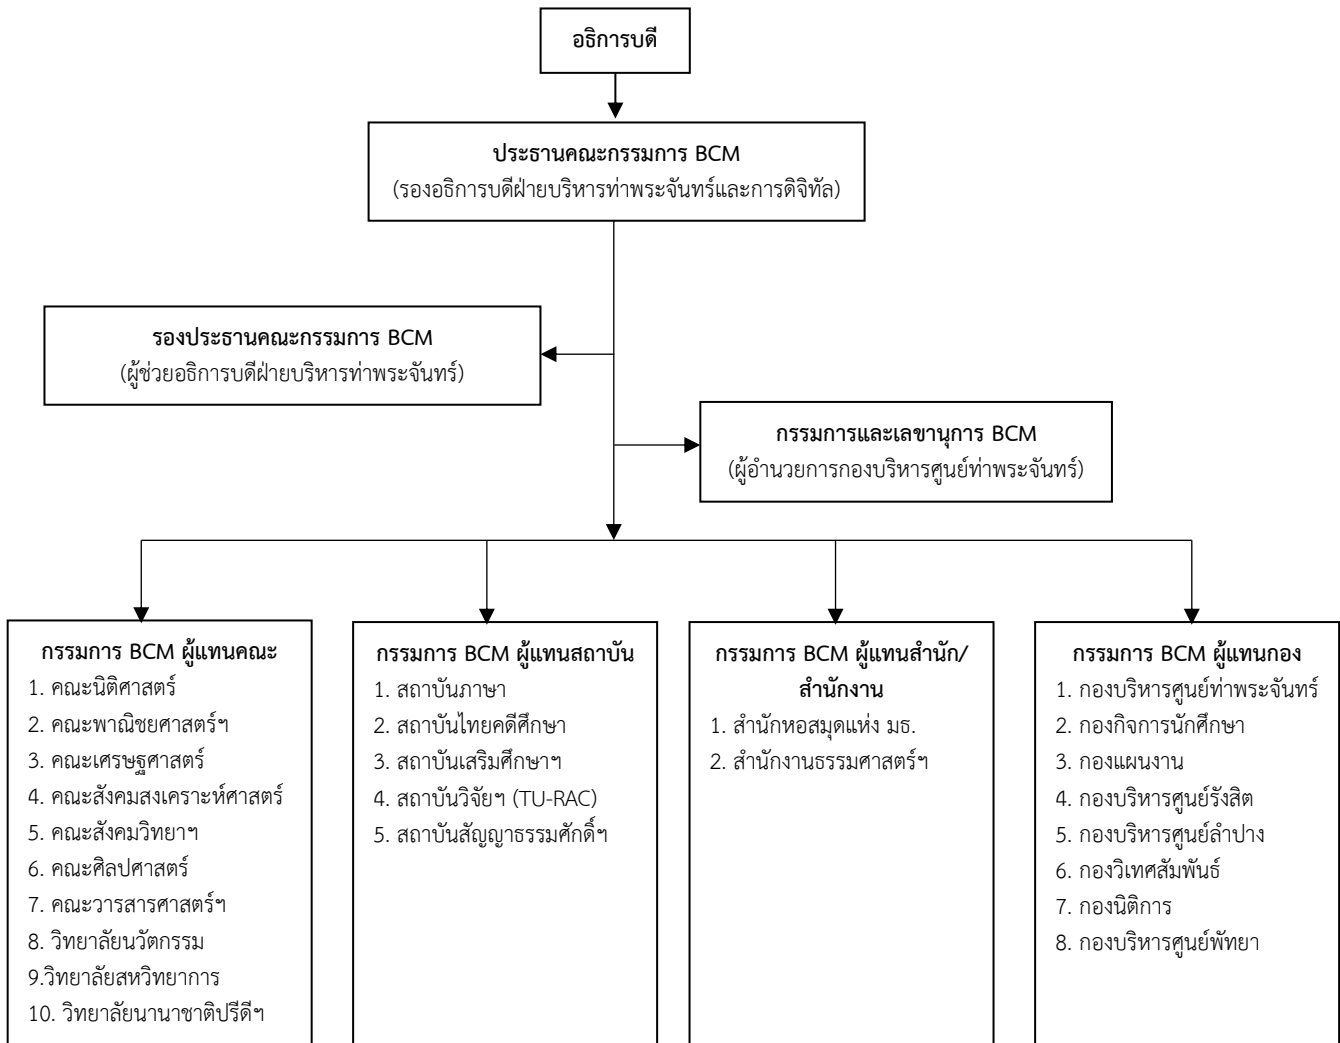 อธิการบดี
ประธานคณะกรรมการ BCM
(รองอธิการบดีฝ่ายบริหารท่าพระจันทร์และการดิจิทัล)
รองประธานคณะกรรมการ BCM
(ผู้ช่วยอธิการบดีฝ่ายบริหารท่าพระจันทร์)
กรรมการและเลขานุการ BCM
(ผู้อำนวยการกองบริหารศูนย์ท่าพระจันทร์)
กรรมการ BCM ผู้แทนคณะ
1. คณะนิติศาสตร์
2. คณะพาณิชยศาสตร์ฯ
3. คณะเศรษฐศาสตร์
4. คณะสังคมสงเคราะห์ศาสตร์
5. คณะสังคมวิทยาฯ
6. คณะศิลปศาสตร์
7. คณะวารสารศาสตร์ฯ
8. วิทยาลัยนวัตกรรม
9.วิทยาลัยสหวิทยาการ
10. วิทยาลัยนานาชาติปรีดีฯ
กรรมการ BCM ผู้แทนสถาบัน
1. สถาบันภาษา
2. สถาบันไทยคดีศึกษา
3. สถาบันเสริมศึกษาฯ
4. สถาบันวิจัยฯ (TU-RAC)
5. สถาบันสัญญาธรรมศักดิ์ฯ
กรรมการ BCM ผู้แทนสำนัก/
สำนักงาน
1. สำนักหอสมุดแห่ง มธ.
2. สำนักงานธรรมศาสตร์ฯ
กรรมการ BCM ผู้แทนกอง
1. กองบริหารศูนย์ท่าพระจันทร์
2. กองกิจการนักศึกษา
3. กองแผนงาน
4. กองบริหารศูนย์รังสิต
5. กองบริหารศูนย์ลำปาง
6. กองวิเทศสัมพันธ์
7. กองนิติการ
8. กองบริหารศูนย์พัทยา